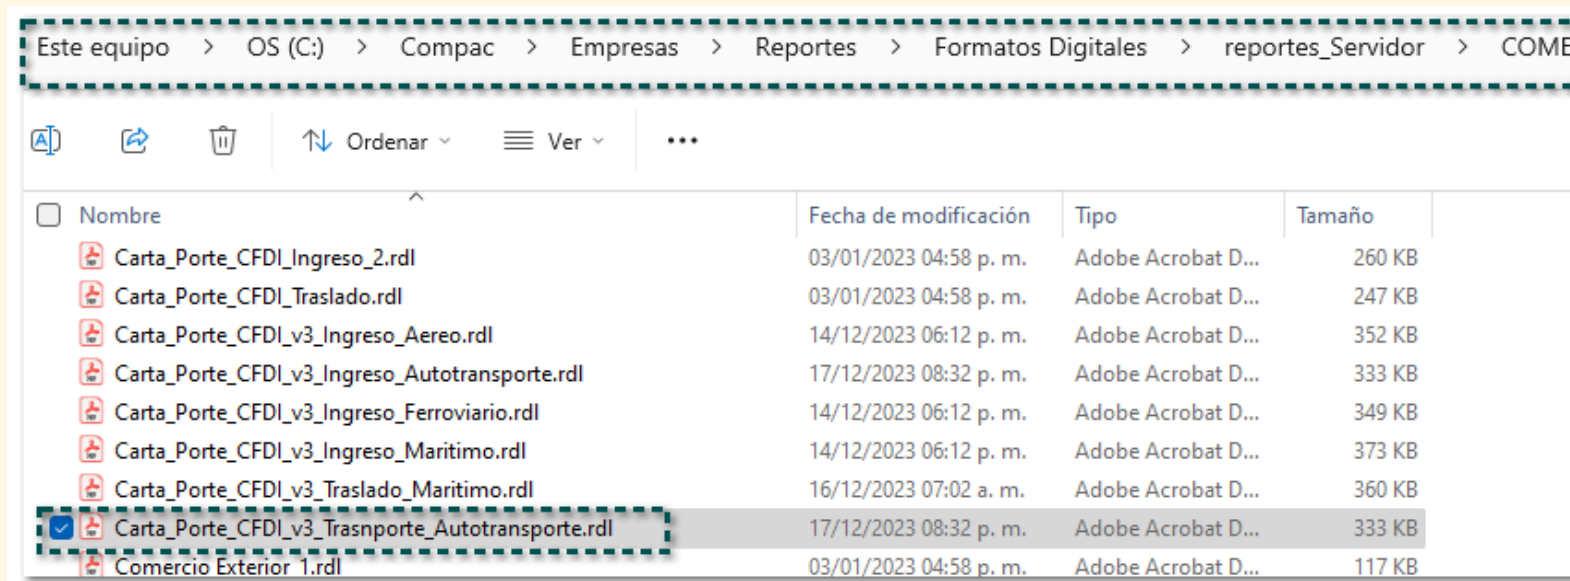 Este equipo > OS (C:) > Compac > Empresas > Reportes > Formatos Digitales > reportes_Servidor >
Ordenar Ver
Nombre Fecha de modificación Tipo Tamaño
Carta_Porte_CFDI_Ingreso_2.rdl 03/01/2023 04:58 p. m. Adobe Acrobat D... 260 KB
Carta_Porte_CFDI_Traslado.rdl 03/01/2023 04:58 p. m. Adobe Acrobat D... 247 KB
Carta_Porte_CFDI_v3_Ingreso_Aereo.rdl 14/12/2023 06:12 p. m. Adobe Acrobat D... 352 KB
Carta_Porte_CFDI_v3_Ingreso_Autotransporte.rdl 17/12/2023 08:32 p. m. Adobe Acrobat D... 333 KB
Carta_Porte_CFDI_v3_Ingreso_Ferroviario.rdl 14/12/2023 06:12 p. m. Adobe Acrobat D... 349 KB
Carta_Porte_CFDI_v3_Ingreso_Maritimo.rdl 14/12/2023 06:12 p. m. Adobe Acrobat D... 373 KB
Carta_Porte_CFDI_v3_Traslado_Maritimo.rdl 16/12/2023 07:02 a. m. Adobe Acrobat D... 360 KB
Carta_Porte_CFDI_v3_Trasnporte_Autotransporte.rdl 17/12/2023 08:32 p. m. Adobe Acrobat D... 333 KB
Comercio Exterior 1.rdl 03/01/2023 04:58 p. m. Adobe Acrobat D... 117 KB